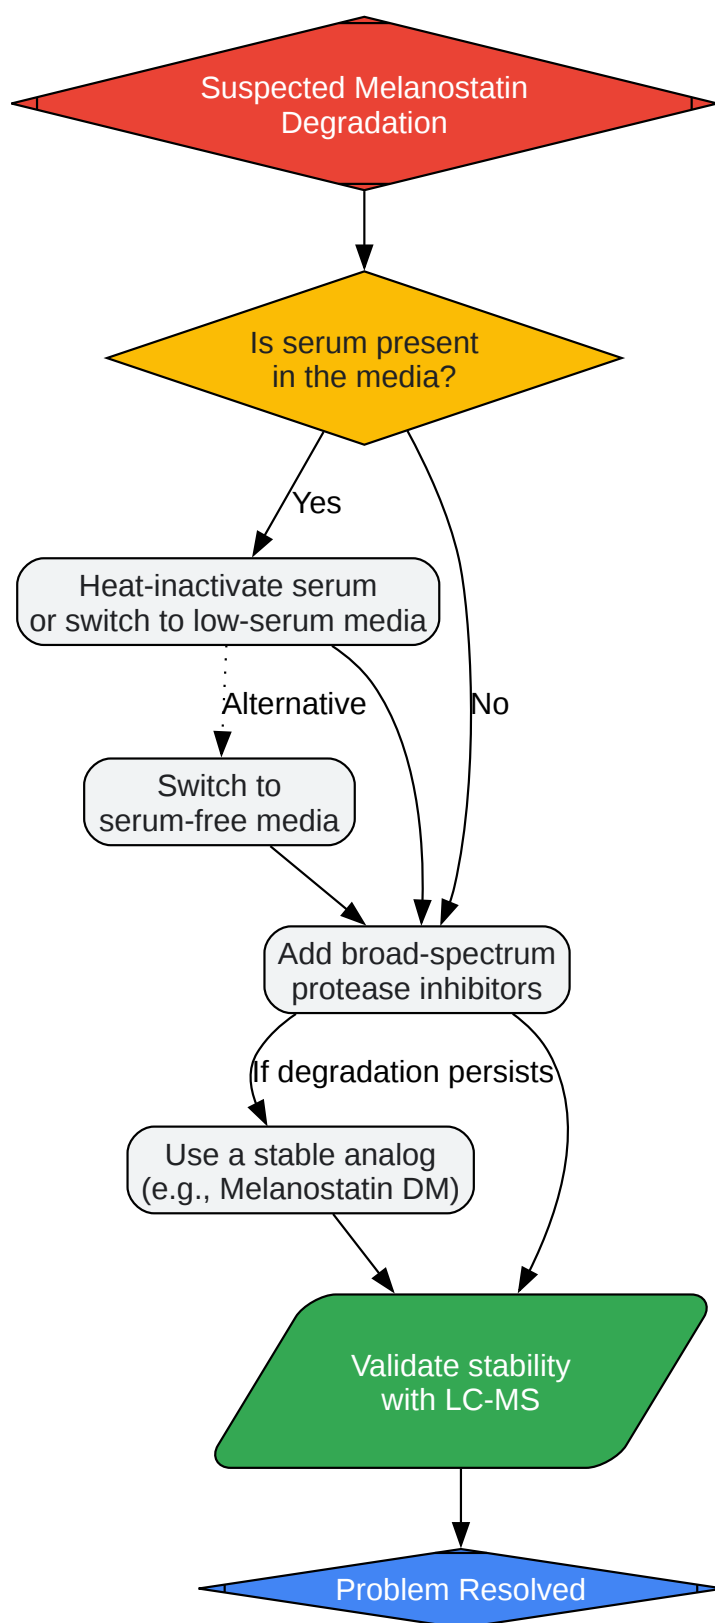 Suspected Melanostatin
Degradation
Is serum present
in the media?
Yes
Heat-inactivate serum
or switch to low-serum media
Alternative
No
Switch to
serum-free media
Add broad-spectrum
protease inhibitors
If degradation persists
Use a stable analog
(e.g., Melanostatin DM)
Validate stability
with LC-MS
Problem Resolved